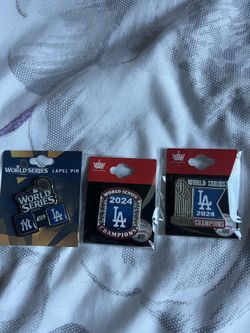 WORLD SERIES LAPEL PIN
WORLD
SERIES
NY
LA
WORLD SERIES
2024
LA
CHAMPIONS
WORLD SERIES
LA
2024
CHAMPIONS